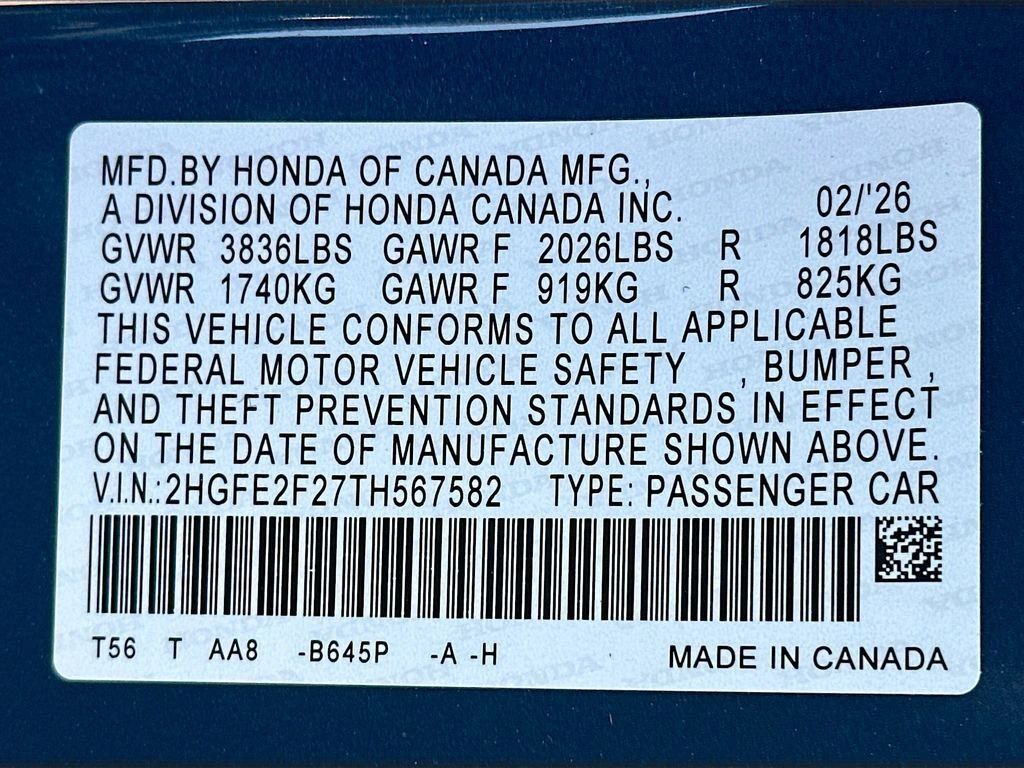 MFD.BY HONDA OF CANADA MFG.,
A DIVISION OF HONDA CANADA INC. 02/'26
GVWR 3836LBS GAWR F 2026LBS R 1818LBS
GVWR 1740KG GAWR F 919KG R 825KG
THIS VEHICLE CONFORMS TO ALL APPLICABLE
FEDERAL MOTOR VEHICLE SAFETY , BUMPER ,
AND THEFT PREVENTION STANDARDS IN EFFECT
ON THE DATE OF MANUFACTURE SHOWN ABOVE.
V.I.N.:2HGFE2F27TH567582 TYPE: PASSENGER CAR
T56 T AA8 -B645P -A -H MADE IN CANADA